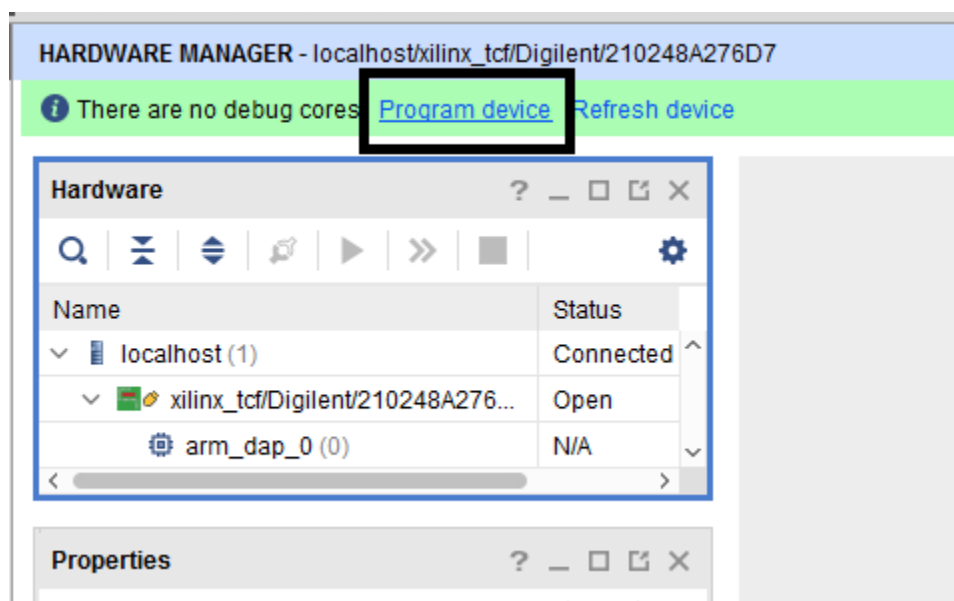 HARDWARE MANAGER - localhost/xilinx_tcf/Digilent/210248A276D7
There are no debug cores Program device Refresh device
Hardware
Name Status
localhost (1) Connected
xilinx_tcf/Digilent/210248A276... Open
arm_dap_0 (0) N/A
Properties